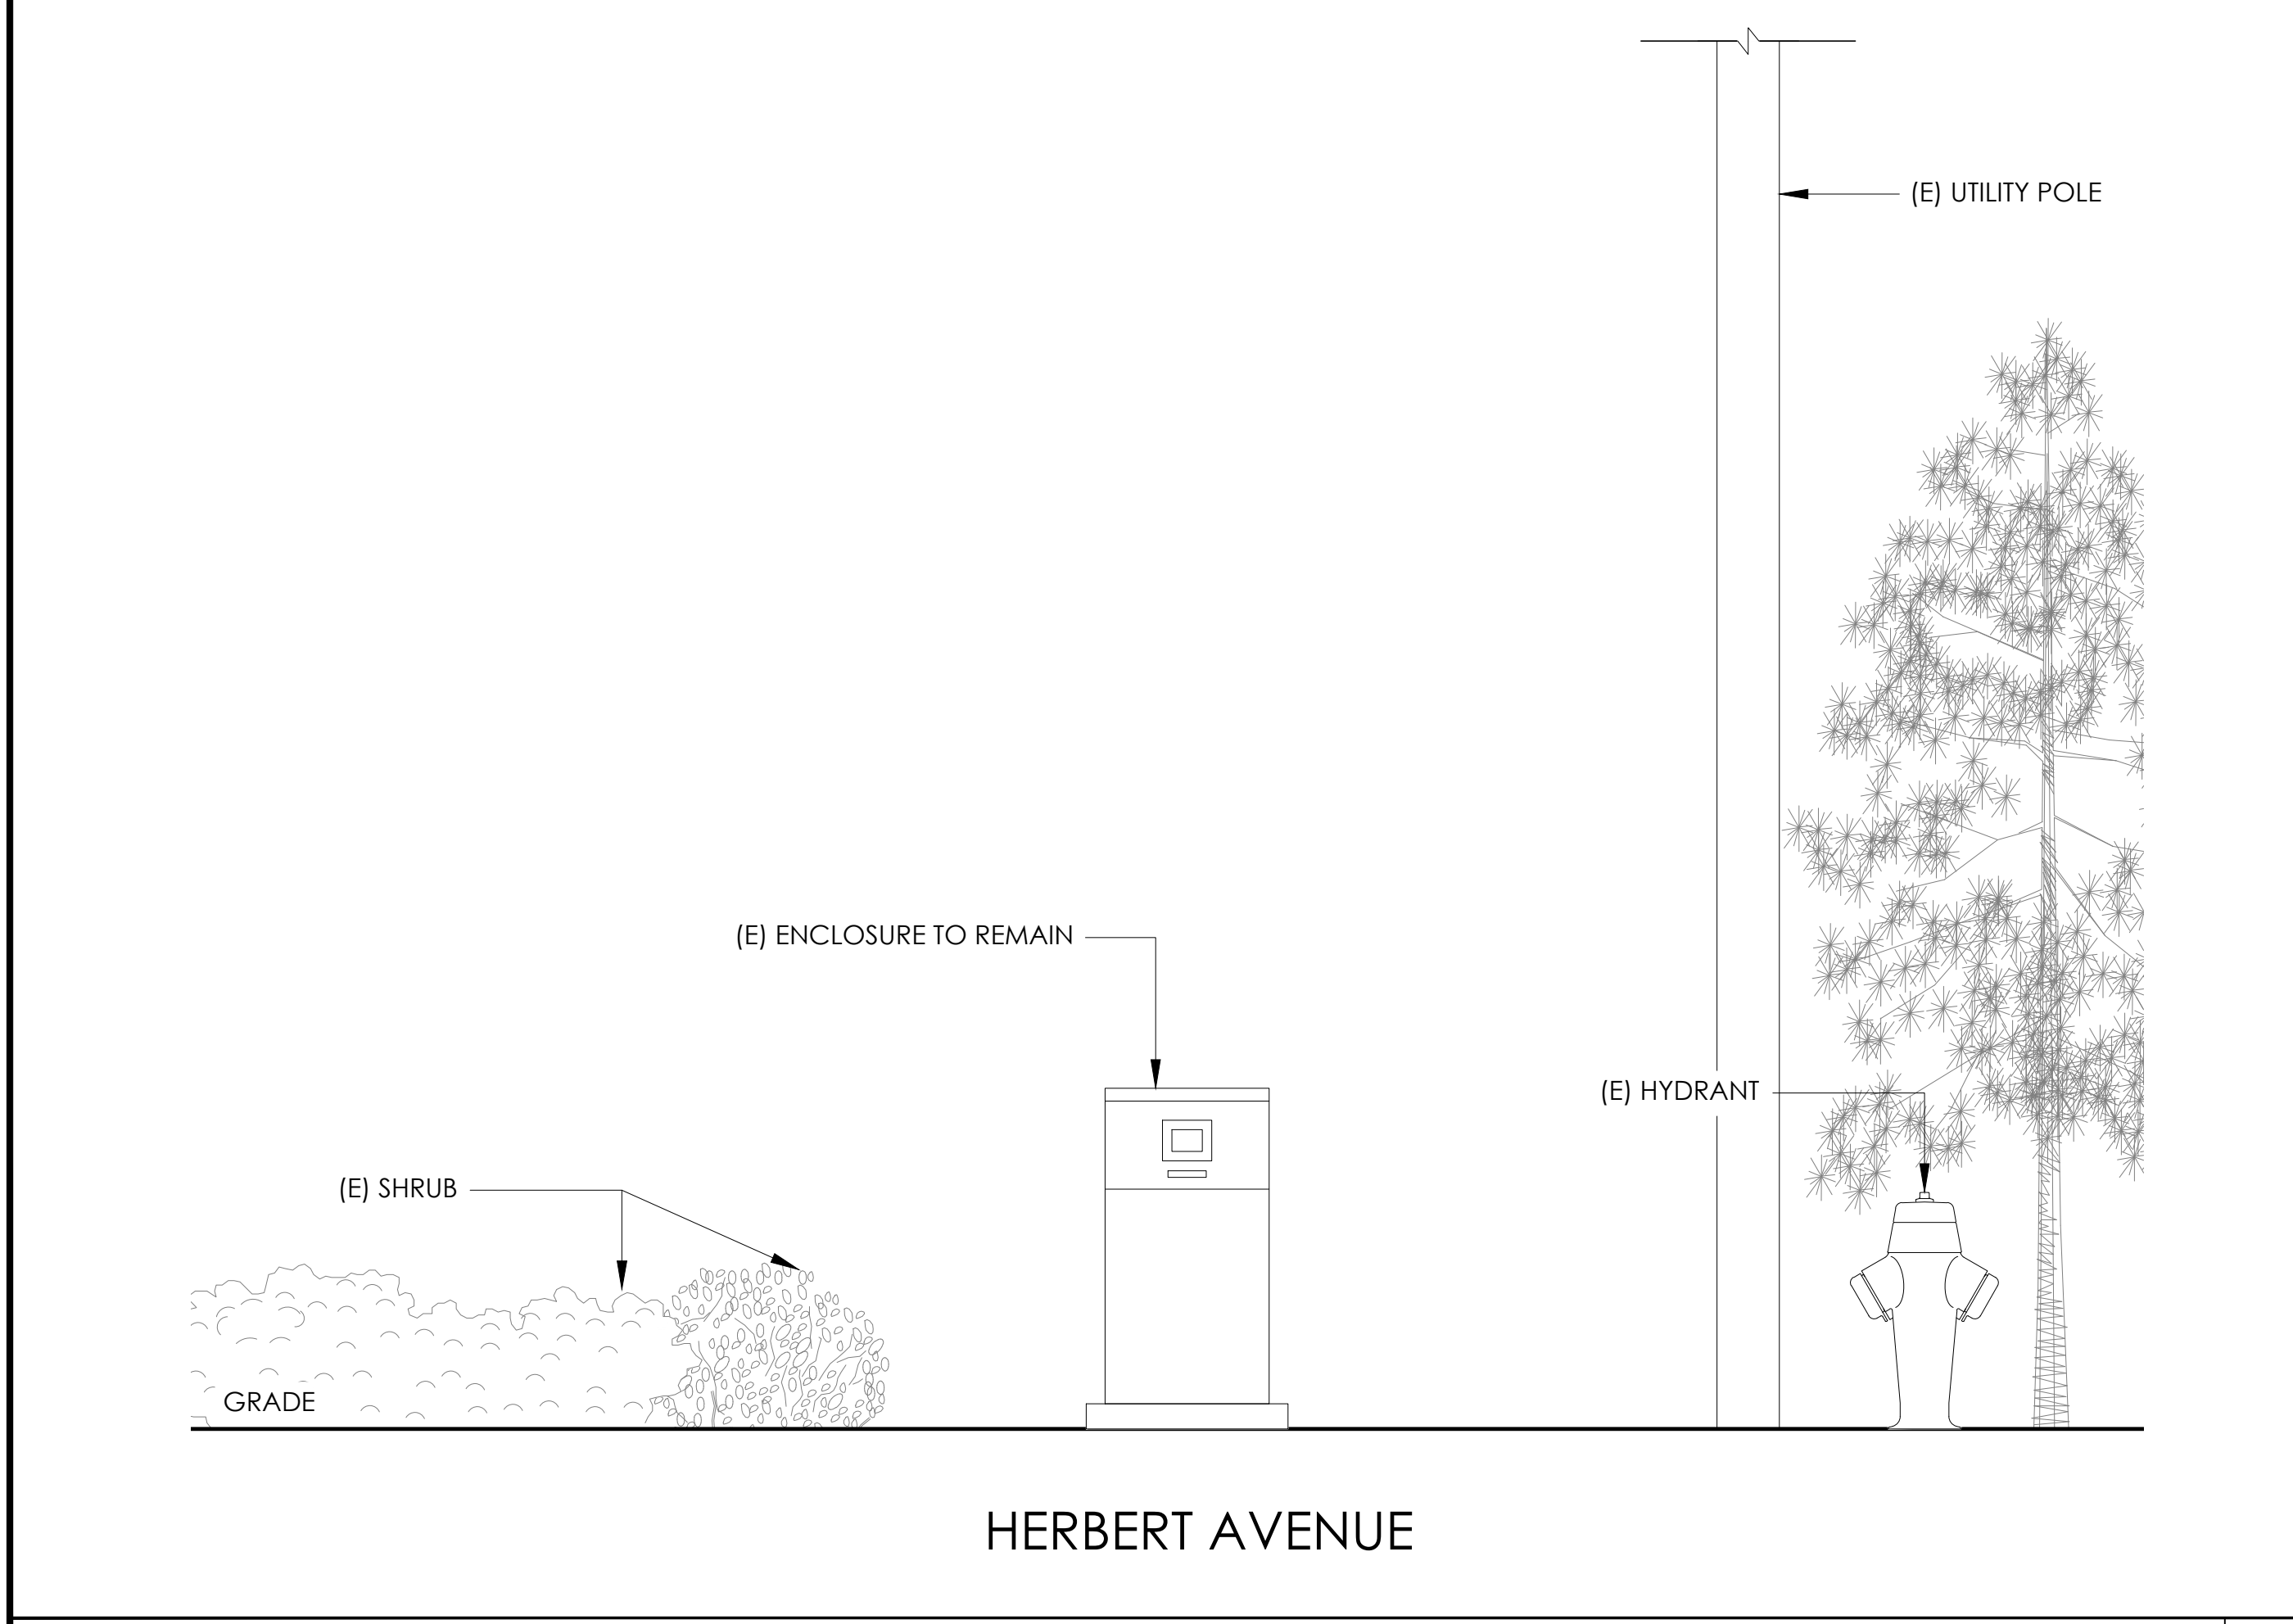 (E) UTILITY POLE
(E) ENCLOSURE TO REMAIN
(E) HYDRANT
(E) SHRUB
GRADE
HERBERT AVENUE